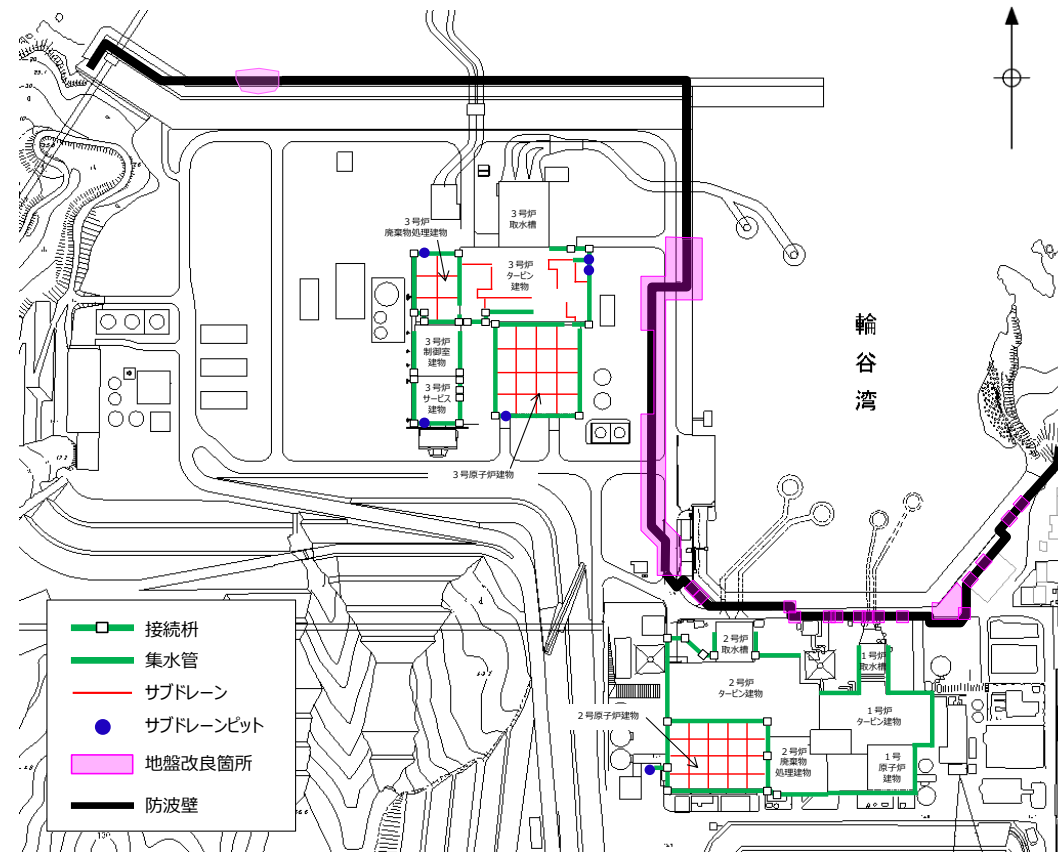 3号炉
廃棄物処理建物
3号炉
取水槽
3号炉
タービン
建物
3号炉
制御室
建物
3号炉
サービス
建物
3号原子炉建物
輪谷湾
2号炉
取水槽
1号炉
取水槽
2号炉
タービン建物
1号炉
タービン建物
2号原子炉建物
2号炉
廃棄物
処理建物
1号
原子炉
建物
接続枡
集水管
サブドレーン
サブドレーンピット
地盤改良箇所
防波壁